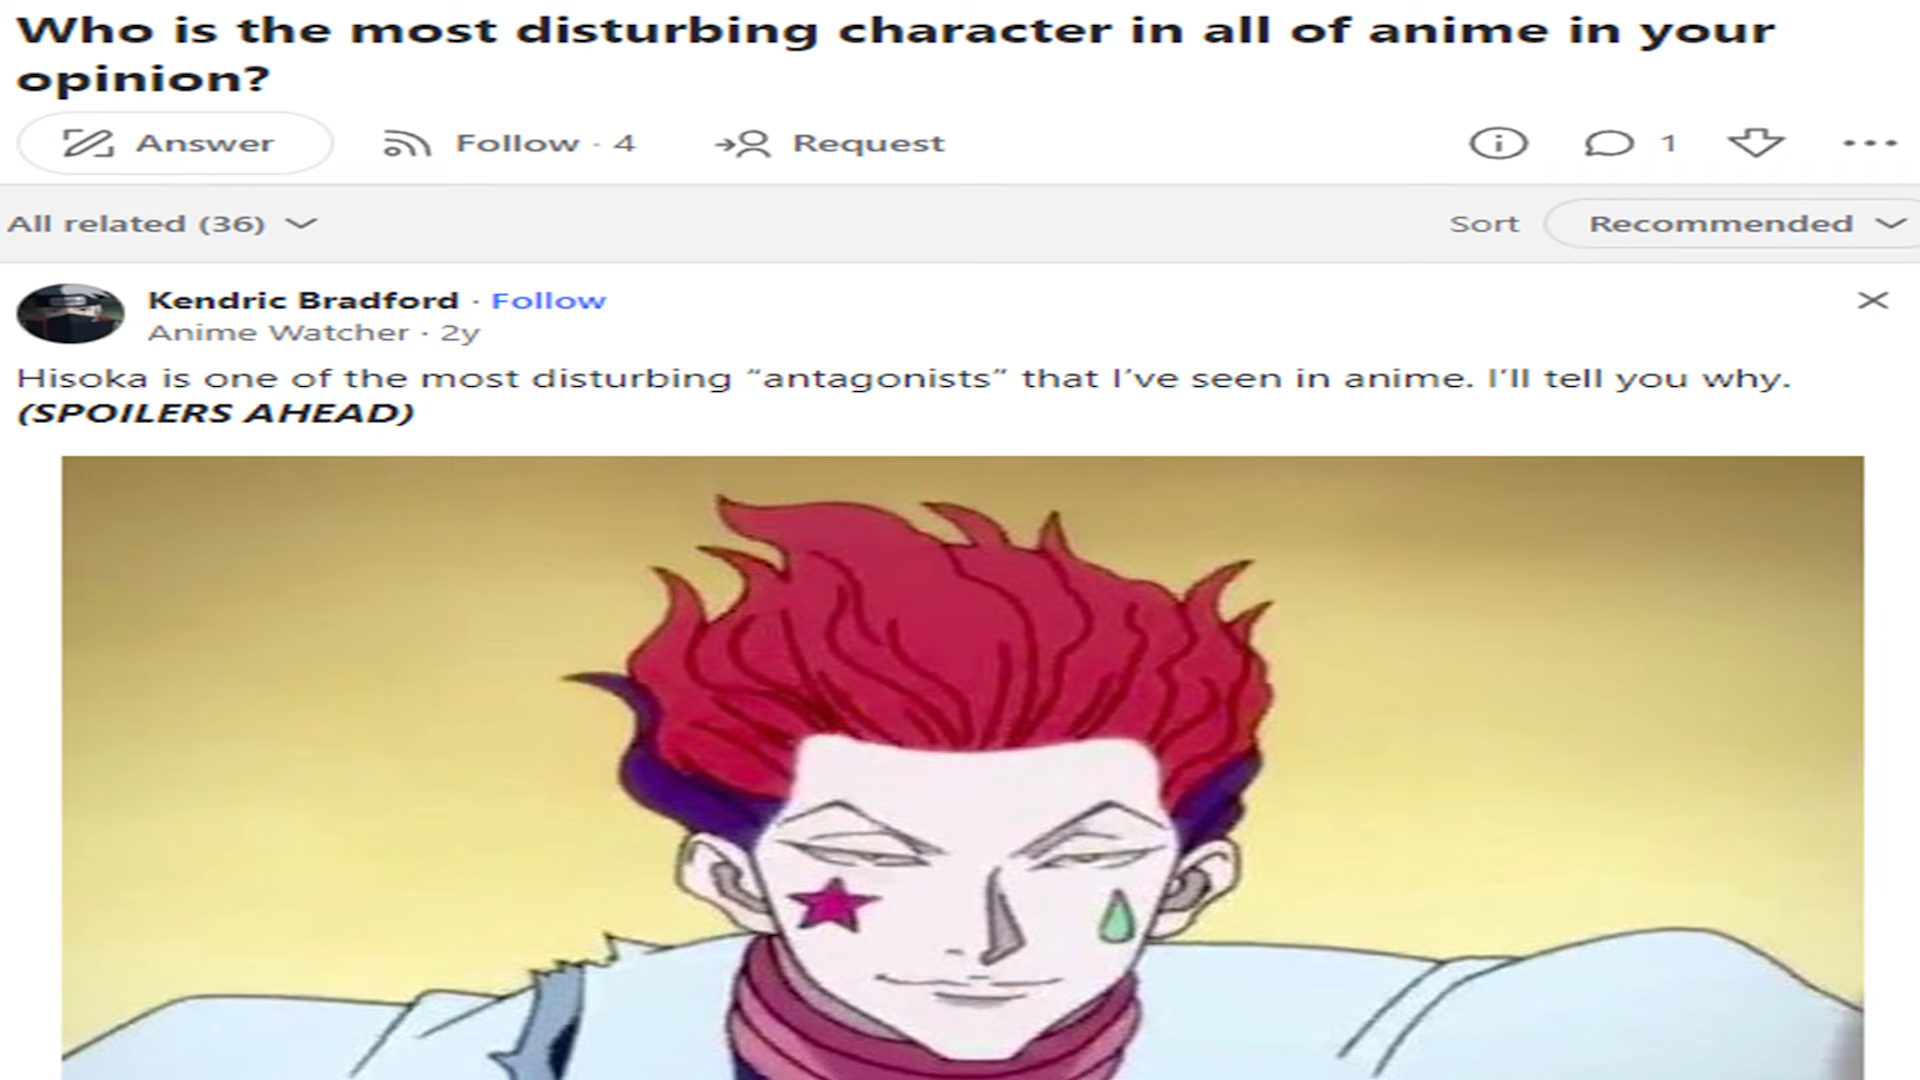 Who is the most disturbing character in all of anime in your
opinion?
Answer
Follow · 4
Request
1
All related (36)
Sort
Recommended
Kendric Bradford · Follow
Anime Watcher · 2y
Hisoka is one of the most disturbing “antagonists” that I’ve seen in anime. I’ll tell you why.
(SPOILERS AHEAD)